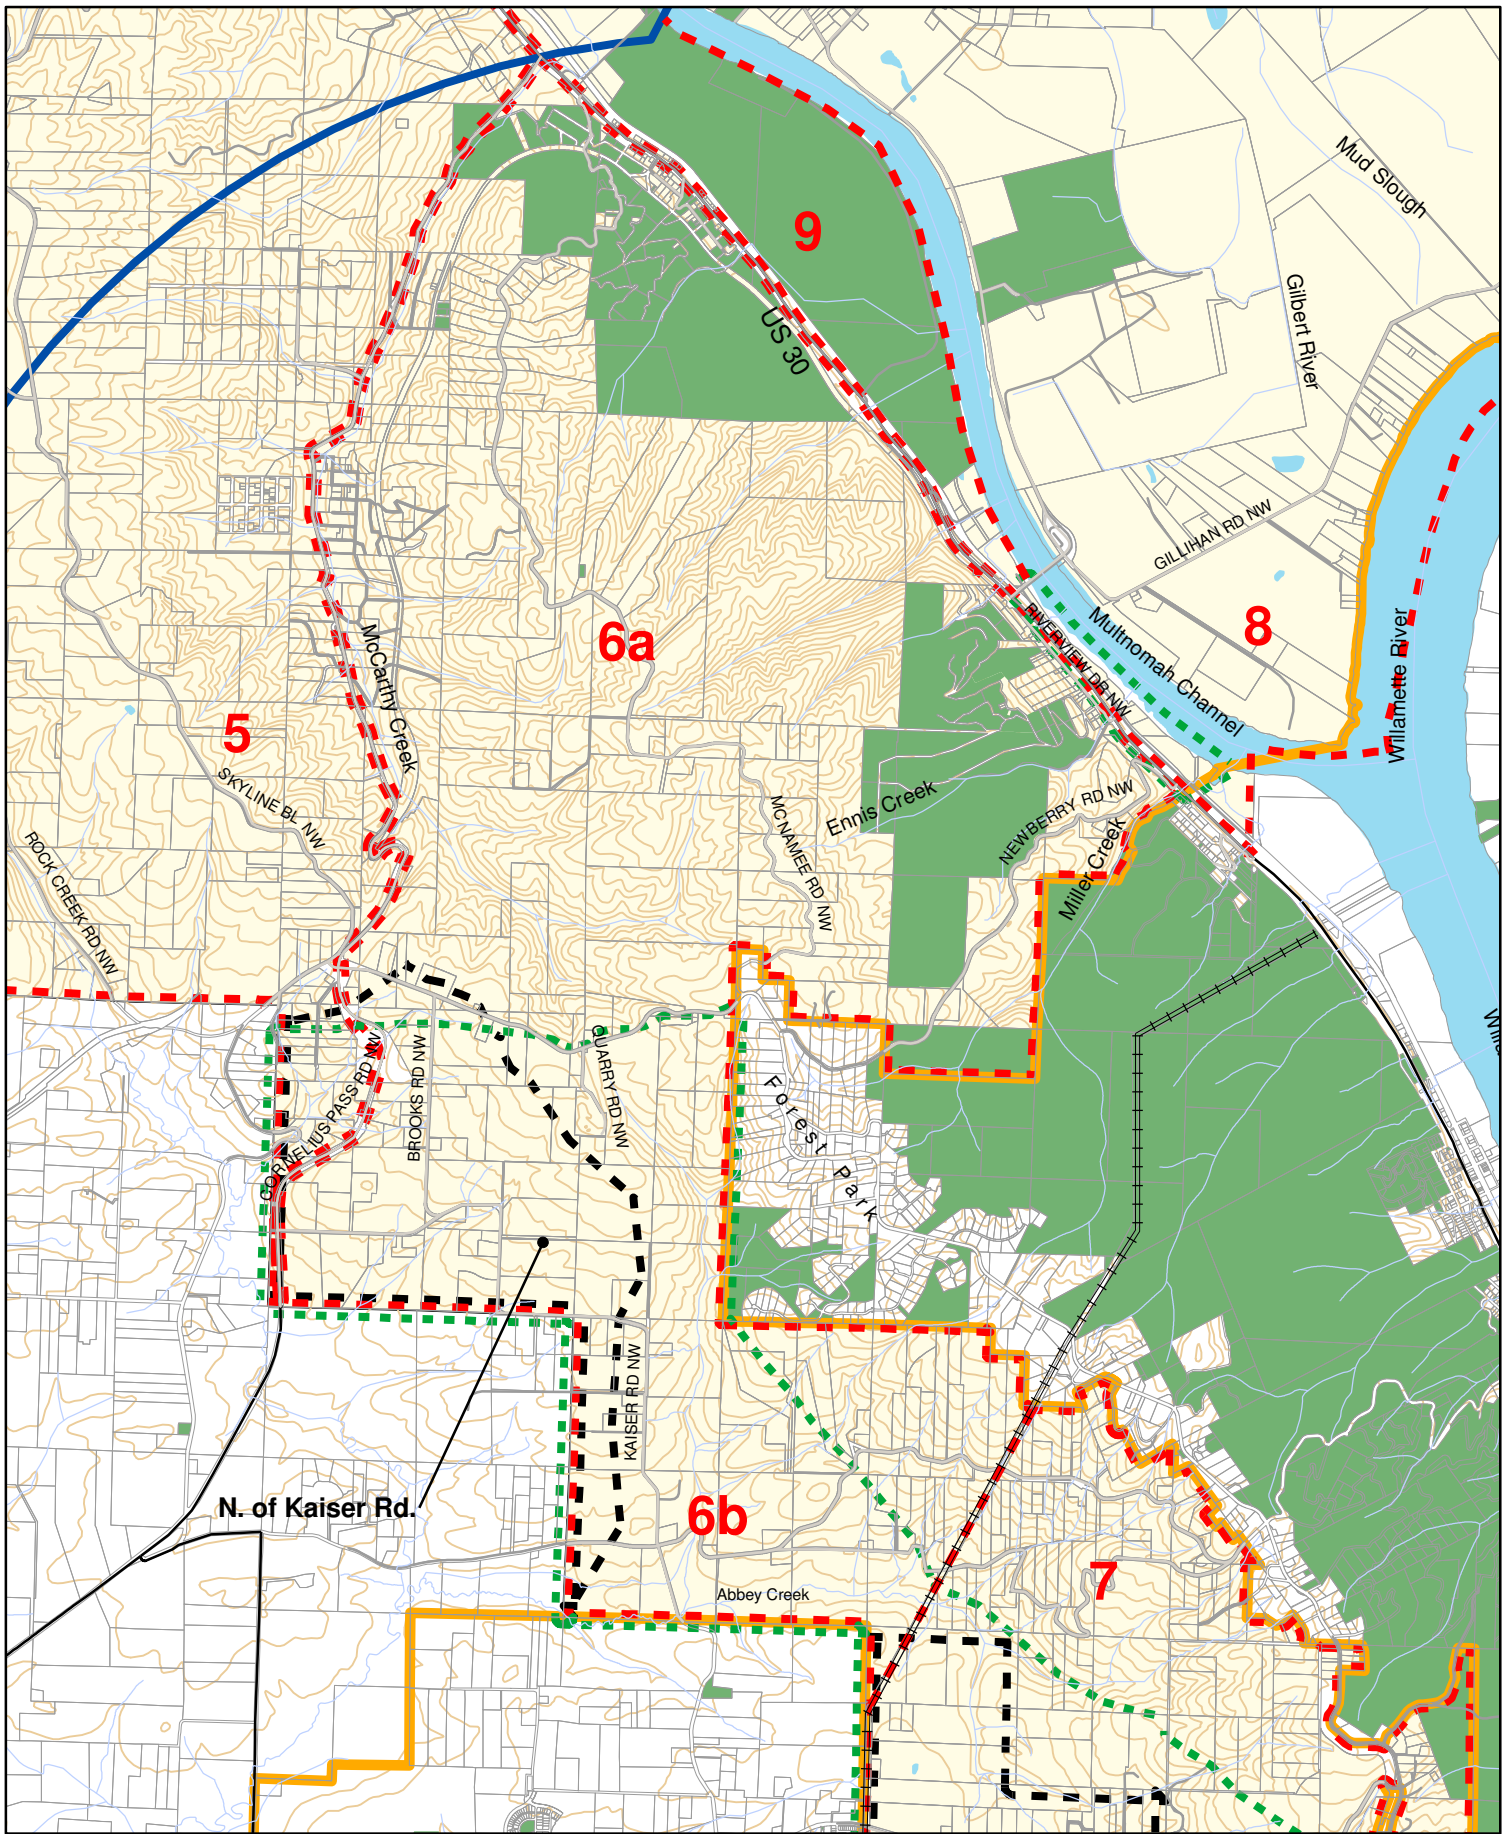 Mud Slough
9
Gilbert River
US 30
GILLIHAN RD NW
8
6a
RIVERVIEW DR NW
Multnomah Channel
Willamette River
McCarthy Creek
5
SKYLINE BL NW
MC NAMEE RD NW
Ennis Creek
NEWBERRY RD NW
Miller Creek
ROCK CREEK RD NW
QUARRY RD NW
BROOKS RD NW
CORNELIUS PASS RD NW
Forest Park
KAISER RD NW
N. of Kaiser Rd.
6b
7
Abbey Creek